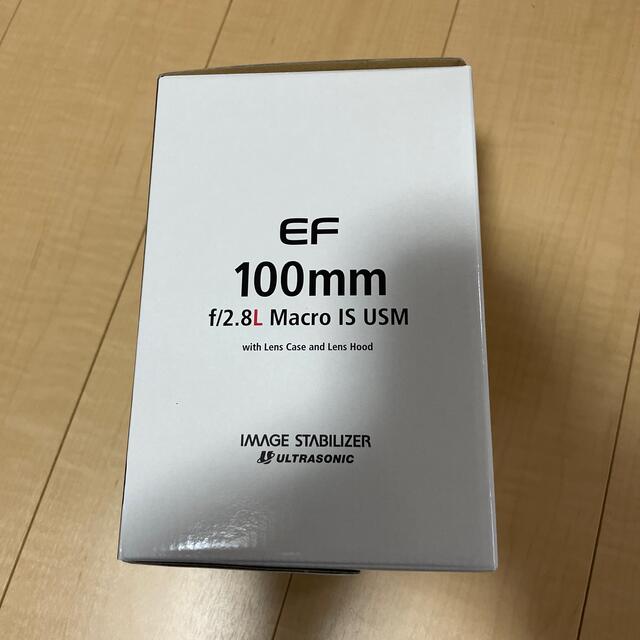 EF
100mm
f/2.8L Macro IS USM
with Lens Case and Lens Hood
IMAGE STABILIZER
ULTRASONIC